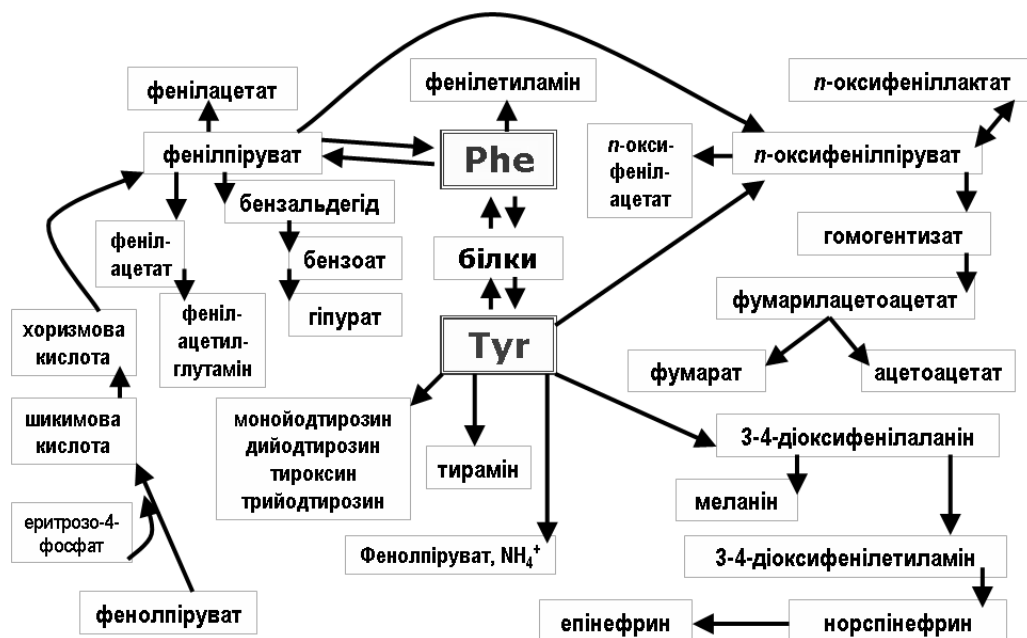 фенілацетат
фенілетиламін
n-оксифеніллактат
фенілпіруват
Phe
n-окси-
феніл-
ацетат
n-оксифенілпіруват
бензальдегід
феніл-
ацетат
бензоат
білки
гомогентизат
феніл-
ацетил-
глутамін
гіпурат
фумарилацетоацетат
хоризмова
кислота
Tyr
фумарат
ацетоацетат
шикимова
кислота
монойодтирозин
дийодтирозин
тироксин
трийодтирозин
тирамін
3-4-діоксифенілаланін
меланін
еритрозо-4-
фосфат
Фенолпіруват, NH₄⁺
3-4-діоксифенілетиламін
фенолпіруват
епінефрин
норспінефрин